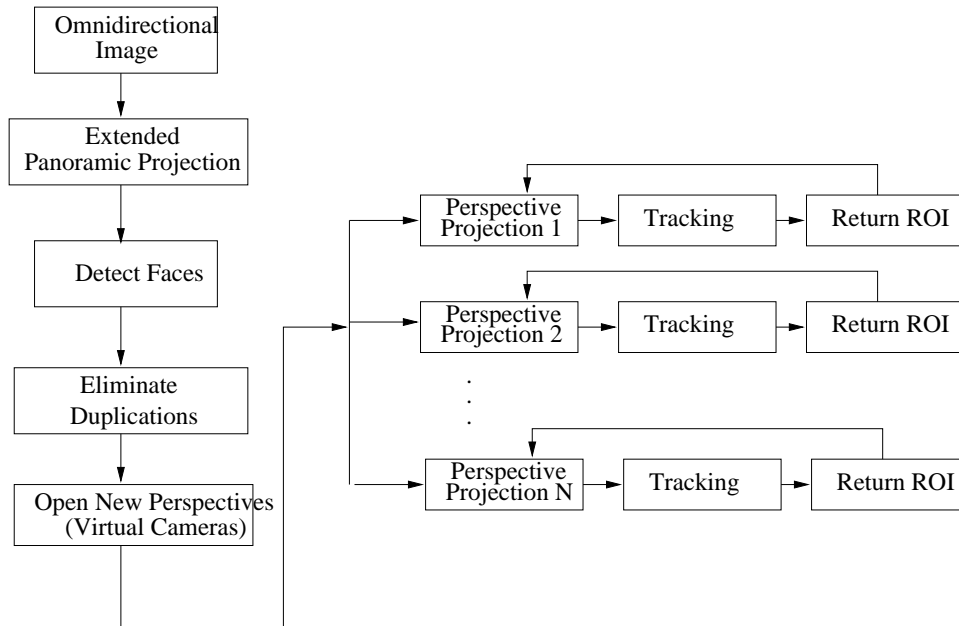 Omnidirectional
Image
Extended
Panoramic Projection
Detect Faces
Eliminate
Duplications
Open New Perspectives
(Virtual Cameras)
Perspective
Projection 1
Tracking
Return ROI
Perspective
Projection 2
Tracking
Return ROI
.
.
.
Perspective
Projection N
Tracking
Return ROI